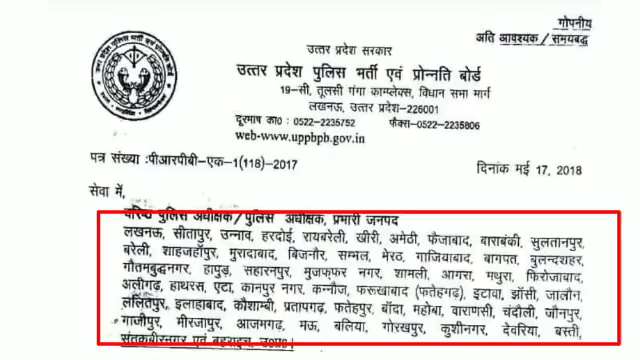 गोपनीय
अति आवश्यक/समयबद्ध
उत्तर प्रदेश सरकार
उत्तर प्रदेश पुलिस भर्ती एवं प्रोन्नति बोर्ड
19-सी, तुलसी गंगा काम्प्लेक्स, विधान सभा मार्ग
लखनऊ, उत्तर प्रदेश-226001
दूरभाष का0 : 0522-2235752 फैक्स-0522-2235806
web-www.uppbpb.gov.in
पत्र संख्या : पीआरपीबी-एक-1(118)-2017 दिनांक मई 17, 2018
सेवा में,
वरिष्ठ पुलिस अधीक्षक/पुलिस अधीक्षक, प्रभारी जनपद
लखनऊ, सीतापुर, उन्नाव, हरदोई, रायबरेली, खीरी, अमेठी, फैजाबाद, बाराबंकी, सुलतानपुर,
बरेली, शाहजहॉपुर, मुरादाबाद, बिजनौर, सम्भल, मेरठ, गाजियाबाद, बागपत, बुलन्दशहर,
गौतमबुद्धनगर, हापुड़, सहारनपुर, मुजफ्फर नगर, शामली, आगरा, मथुरा, फिरोजाबाद,
अलीगढ़, हाथरस, एटा, कानपुर नगर, कन्नौज, फरूखाबाद (फतेहगढ़), इटावा, झॉसी, जालौन,
ललितपुर, इलाहाबाद, कौशाम्बी, प्रतापगढ़, फतेहपुर, बॉदा, महोबा, वाराणसी, चंदौली, जौनपुर,
गाजीपुर, मीरजापुर, आजमगढ़, मऊ, बलिया, गोरखपुर, कुशीनगर, देवरिया, बस्ती,
संतकबीरनगर एवं बहराइच, उ0प्र0।